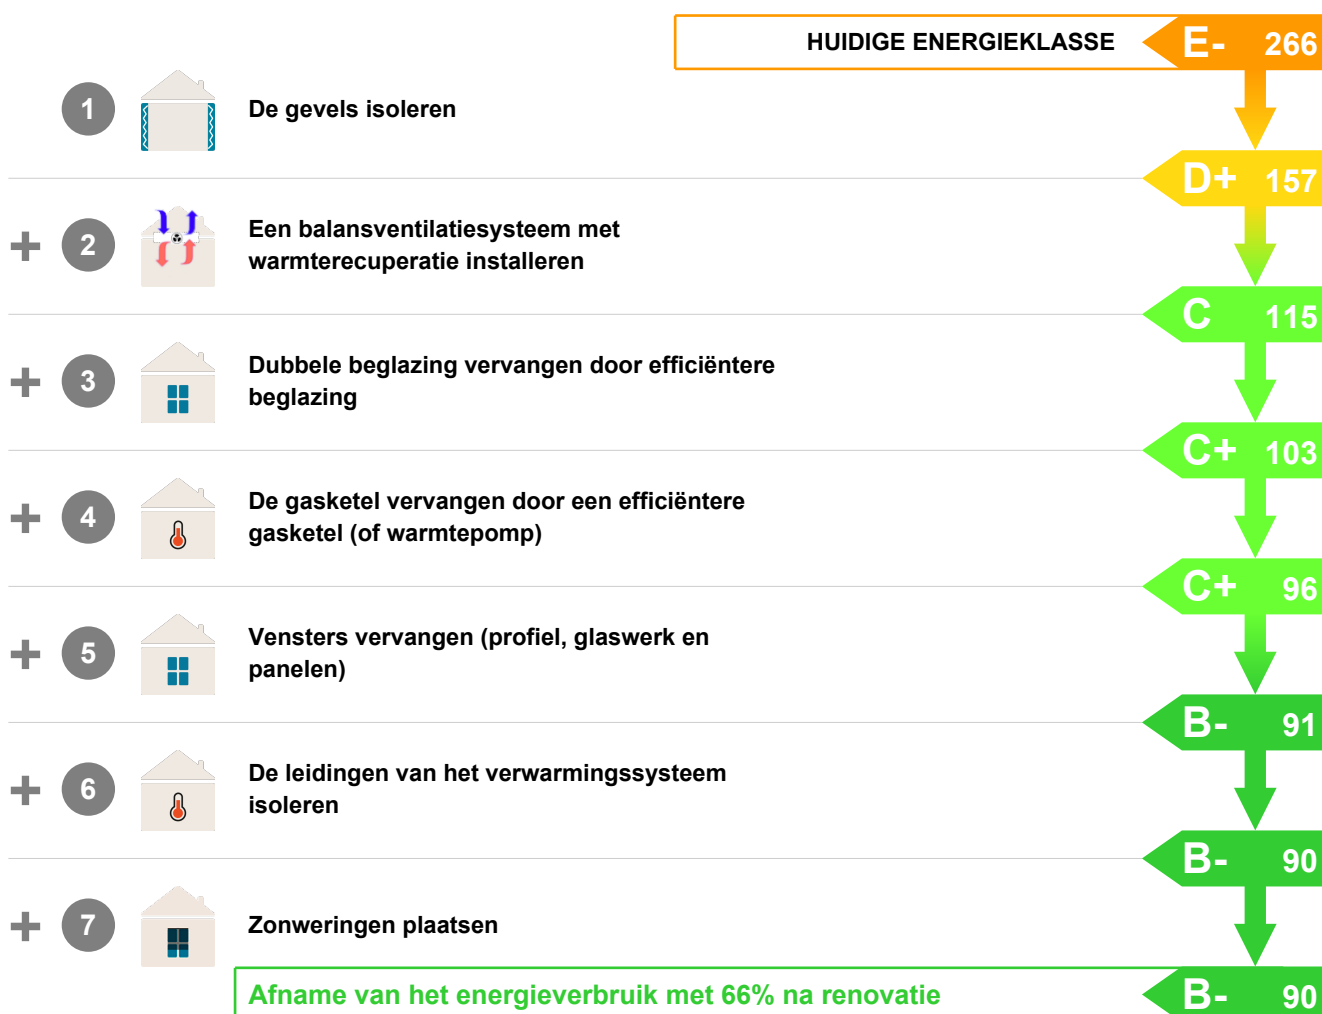 HUIDIGE ENERGIEKLASSE E- 266
1 De gevels isoleren
D+ 157
+ 2 Een balansventilatiesysteem met
warmterecuperatie installeren
C 115
+ 3 Dubbele beglazing vervangen door efficiëntere
beglazing
C+ 103
+ 4 De gasketel vervangen door een efficiëntere
gasketel (of warmtepomp)
C+ 96
+ 5 Vensters vervangen (profiel, glaswerk en
panelen)
B- 91
+ 6 De leidingen van het verwarmingssysteem
isoleren
B- 90
+ 7 Zonweringen plaatsen
Afname van het energieverbruik met 66% na renovatie B- 90